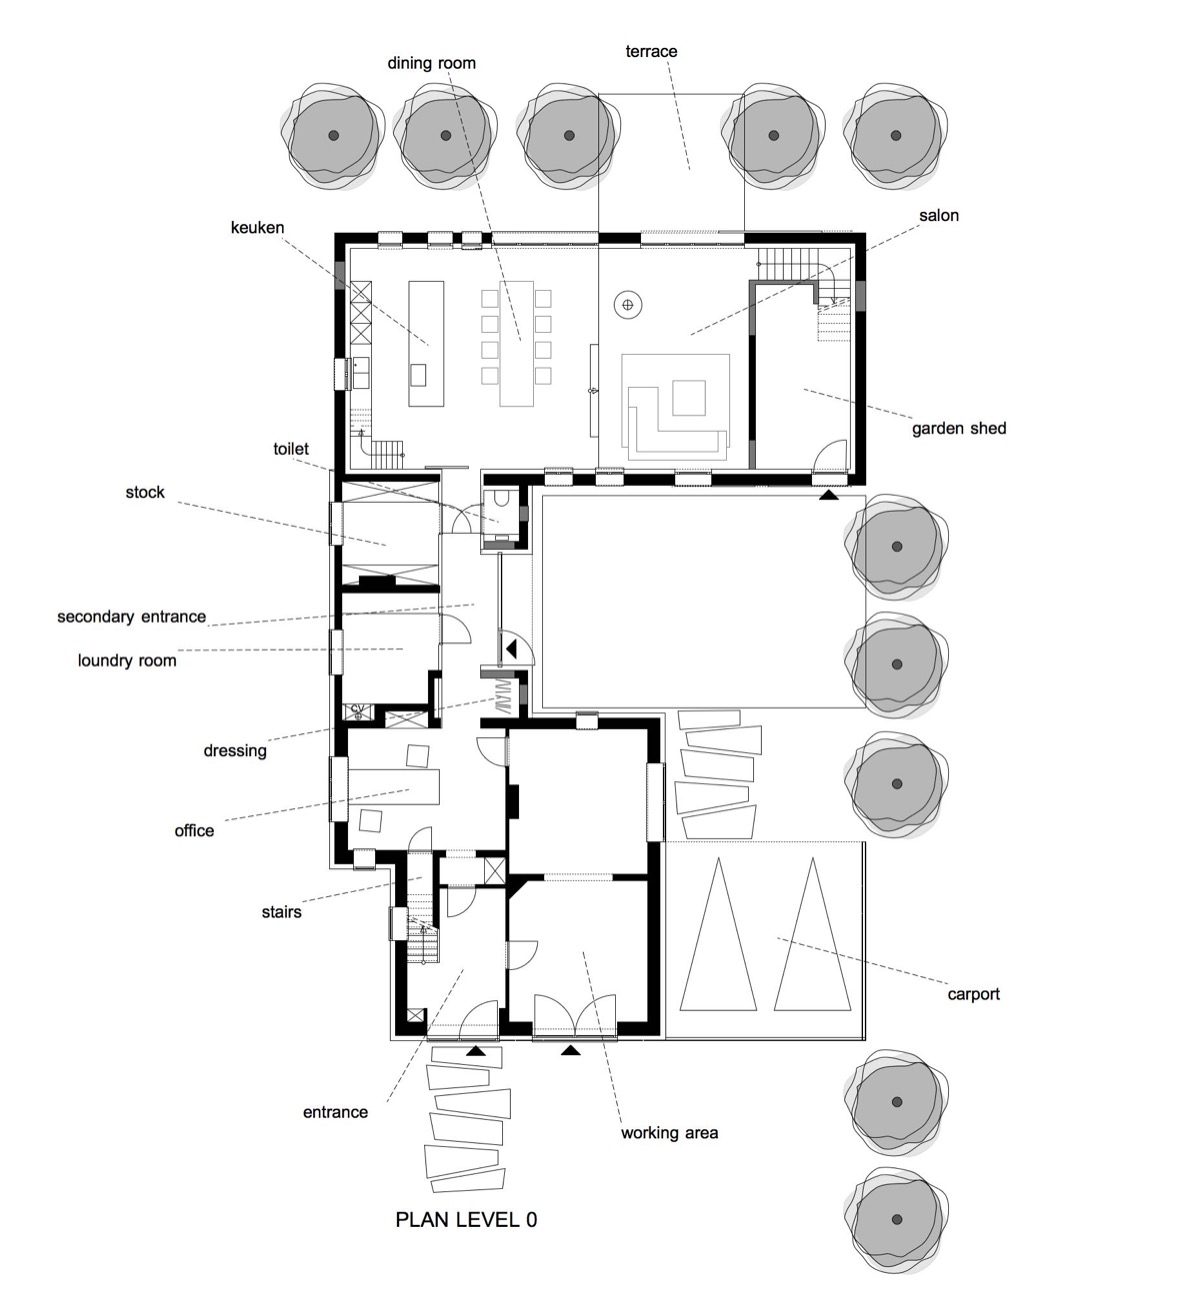 terrace
dining room
salon
keuken
garden shed
toilet
stock
secondary entrance
loundry room
CV
dressing
office
stairs
carport
entrance
working area
PLAN LEVEL 0